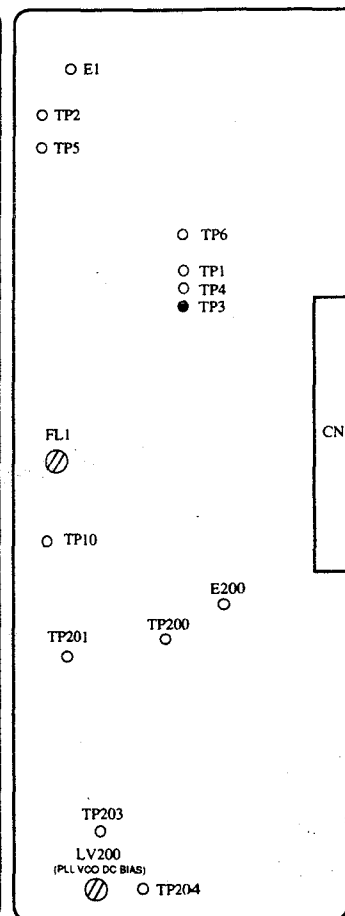 E1
TP2
TP5
TP6
TP1
TP4
TP3
CN
FL1
TP10
E200
TP200
TP201
TP203
LV200
(PLL VCO DC BIAS)
TP204